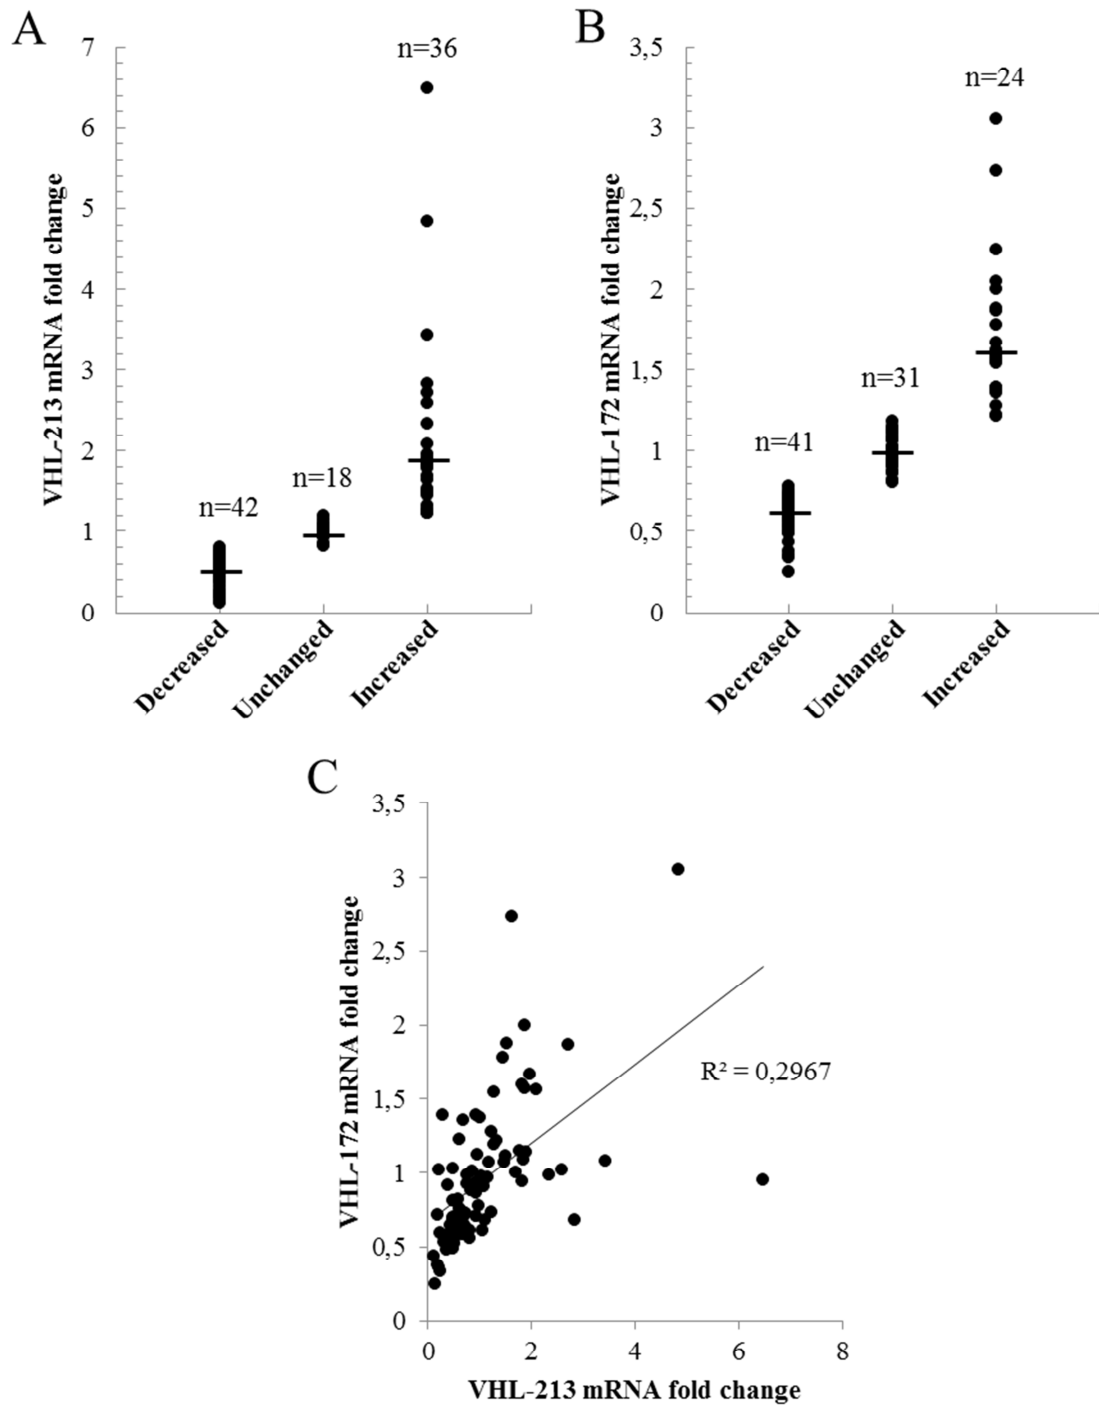 A
VHL-213 mRNA fold change
7
6
5
4
3
2
1
0
n=42
n=18
n=36
Decreased
Unchanged
Increased
B
VHL-172 mRNA fold change
3,5
3
2,5
2
1,5
1
0,5
0
n=41
n=31
n=24
Decreased
Unchanged
Increased
C
VHL-172 mRNA fold change
3,5
3
2,5
2
1,5
1
0,5
0
R² = 0,2967
0 2 4 6 8
VHL-213 mRNA fold change